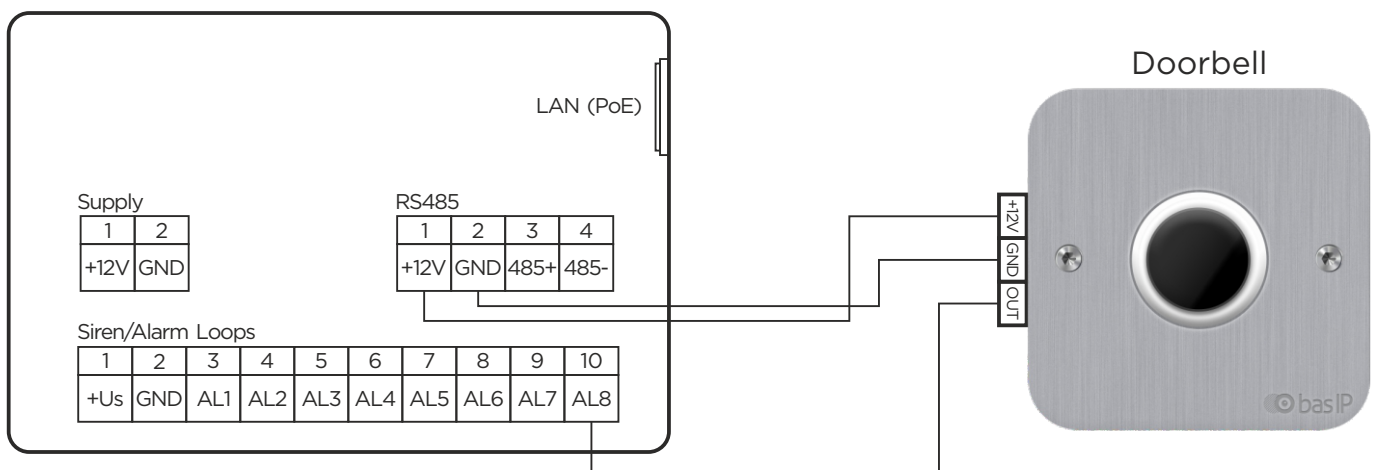 Doorbell
LAN (PoE)
Supply
1 2
+12V GND
RS485
1 2 3 4
+12V GND 485+ 485-
+12V
GND
OUT
Siren/Alarm Loops
1 2 3 4 5 6 7 8 9 10
+Us GND AL1 AL2 AL3 AL4 AL5 AL6 AL7 AL8
basIP